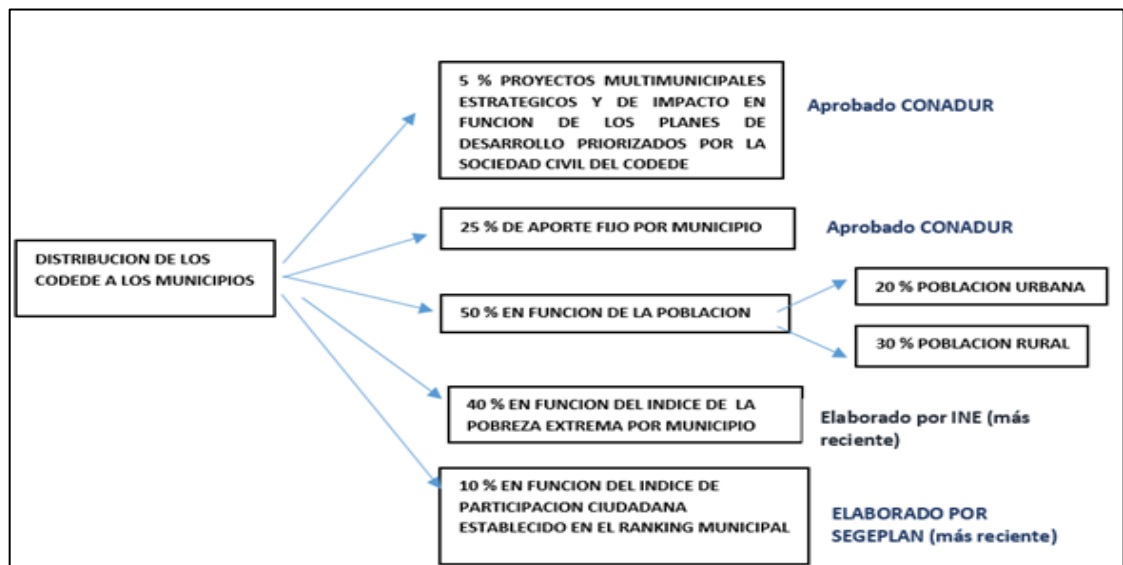 5 % PROYECTOS MULTIMUNICIPALES
ESTRATEGICOS Y DE IMPACTO EN
FUNCION DE LOS PLANES DE
DESARROLLO PRIORIZADOS POR LA
SOCIEDAD CIVIL DEL CODEDE
Aprobado CONADUR
DISTRIBUCION DE LOS
CODEDE A LOS MUNICIPIOS
25 % DE APORTE FIJO POR MUNICIPIO
Aprobado CONADUR
50 % EN FUNCION DE LA POBLACION
20 % POBLACION URBANA
30 % POBLACION RURAL
40 % EN FUNCION DEL INDICE DE LA
POBREZA EXTREMA POR MUNICIPIO
Elaborado por INE (más
reciente)
10 % EN FUNCION DEL INDICE DE
PARTICIPACION CIUDADANA
ESTABLECIDO EN EL RANKING MUNICIPAL
ELABORADO POR
SEGEPLAN (más reciente)